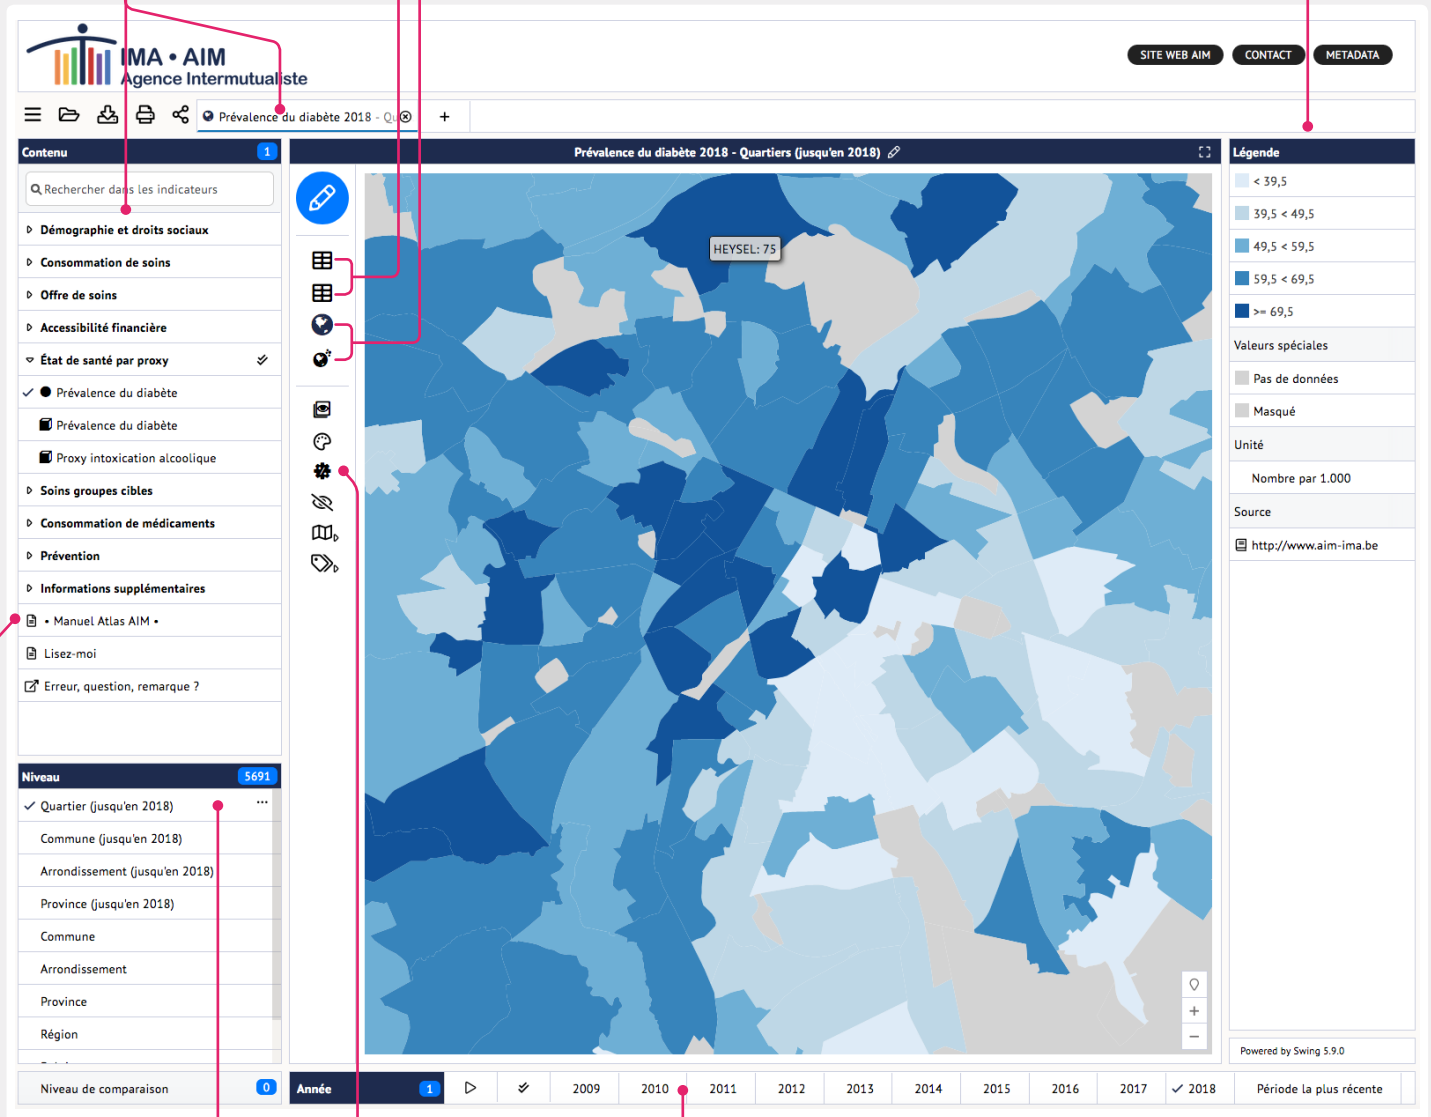 IMA • AIM
Agence Intermutualiste
SITE WEB AIM
CONTACT
METADATA
Prévalence du diabète 2018 - Qu
+
Contenu
1
Rechercher dans les indicateurs
Démographie et droits sociaux
Consommation de soins
Offre de soins
Accessibilité financière
État de santé par proxy
Prévalence du diabète
Prévalence du diabète
Proxy intoxication alcoolique
Soins groupes cibles
Consommation de médicaments
Prévention
Informations supplémentaires
• Manuel Atlas AIM •
Lisez-moi
Erreur, question, remarque ?
Niveau
5691
Quartier (jusqu'en 2018)
...
Commune (jusqu'en 2018)
Arrondissement (jusqu'en 2018)
Province (jusqu'en 2018)
Commune
Arrondissement
Province
Région
Niveau de comparaison
0
Prévalence du diabète 2018 - Quartiers (jusqu'en 2018)
HEYSEL: 75
+
−
Légende
< 39,5
39,5 < 49,5
49,5 < 59,5
59,5 < 69,5
>= 69,5
Valeurs spéciales
Pas de données
Masqué
Unité
Nombre par 1.000
Source
http://www.aim-ima.be
Powered by Swing 5.9.0
Année
1
2009
2010
2011
2012
2013
2014
2015
2016
2017
2018
Période la plus récente